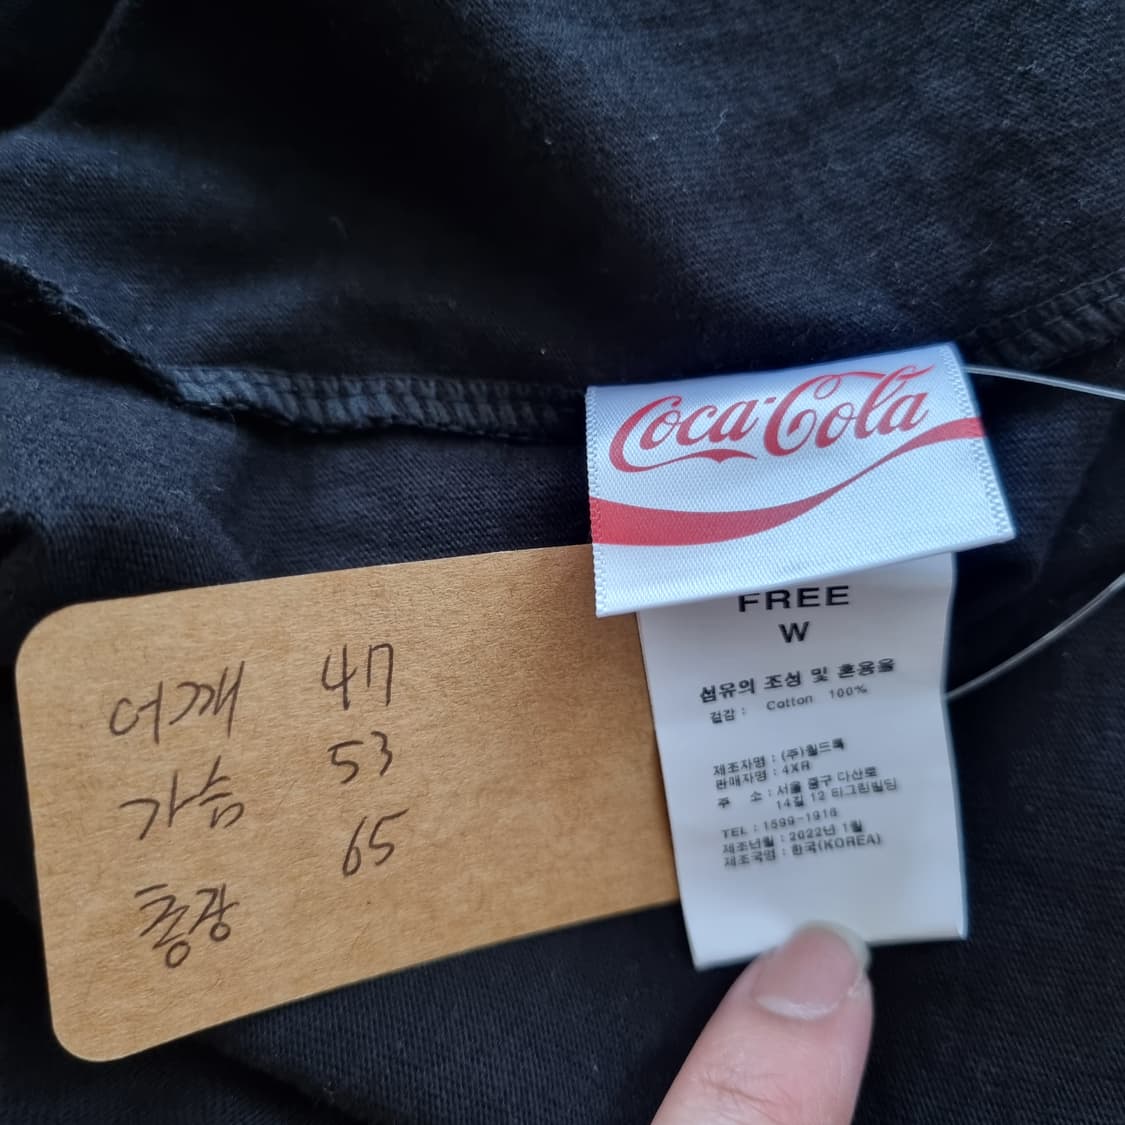 어깨 47
가슴 53
총장 65
Coca-Cola
FREE
W
섬유의 조성 및 혼용율
겉감 : Cotton 100%
제조자명 : (주)월드톡
판매자명 : 4XR
주 소 : 서울 중구 다산로
14길 12 타그린빌딩
TEL : 1599-1916
제조년월 : 2022년 1월
제조국명 : 한국(KOREA)